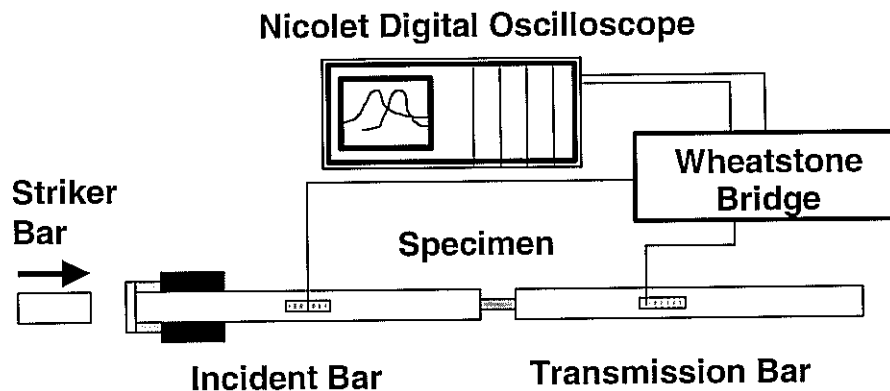 Nicolet Digital Oscilloscope
Wheatstone
Bridge
Striker
Bar
Specimen
Incident Bar
Transmission Bar